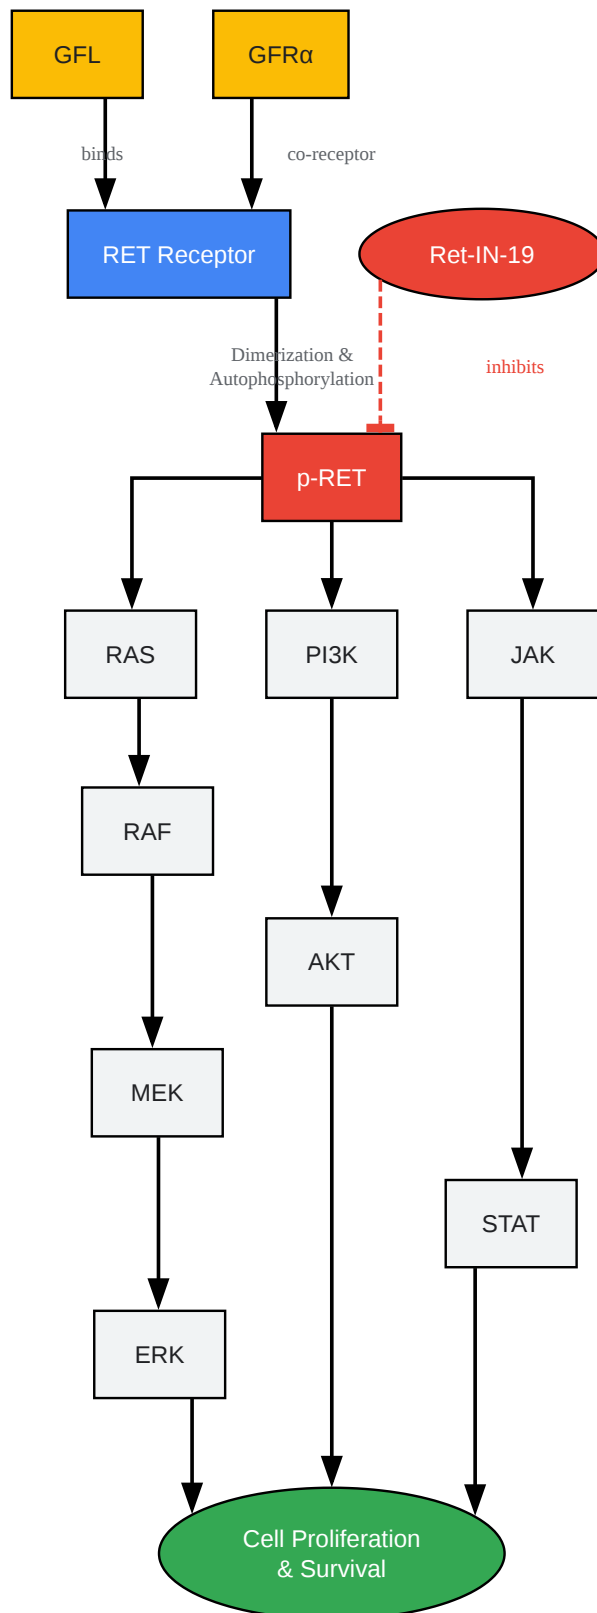 GFL
GFRα
binds
co-receptor
RET Receptor
Ret-IN-19
Dimerization &
Autophosphorylation
inhibits
p-RET
RAS
PI3K
JAK
RAF
AKT
MEK
STAT
ERK
Cell Proliferation
& Survival